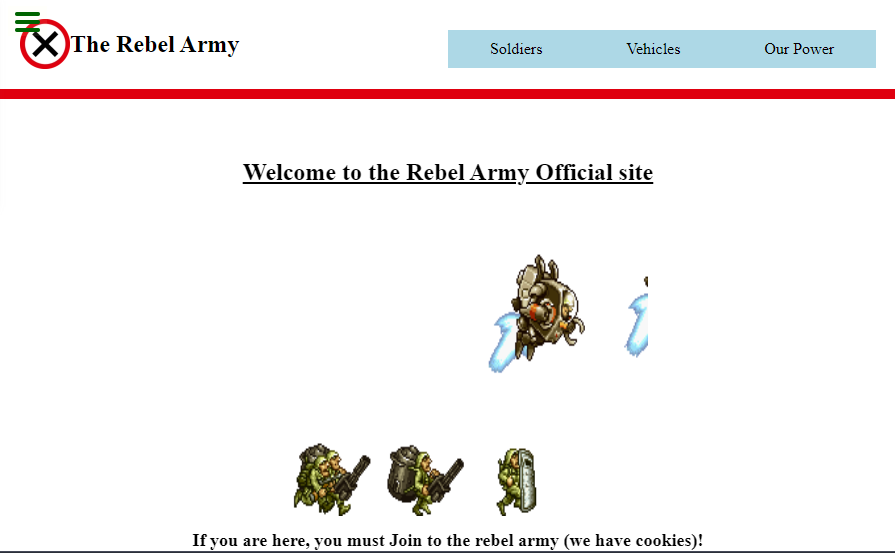 The Rebel Army
Soldiers Vehicles Our Power
Welcome to the Rebel Army Official site
If you are here, you must Join to the rebel army (we have cookies)!